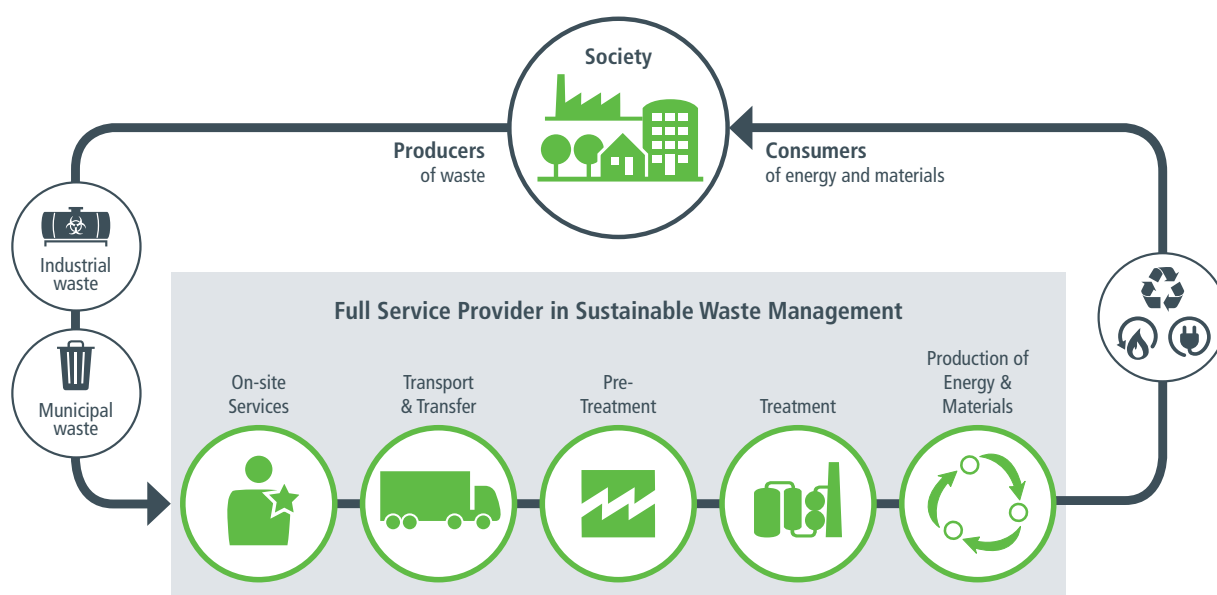 Society
Producers
of waste
Consumers
of energy and materials
Industrial
waste
Municipal
waste
Full Service Provider in Sustainable Waste Management
On-site
Services
Transport
& Transfer
Pre-
Treatment
Treatment
Production of
Energy &
Materials